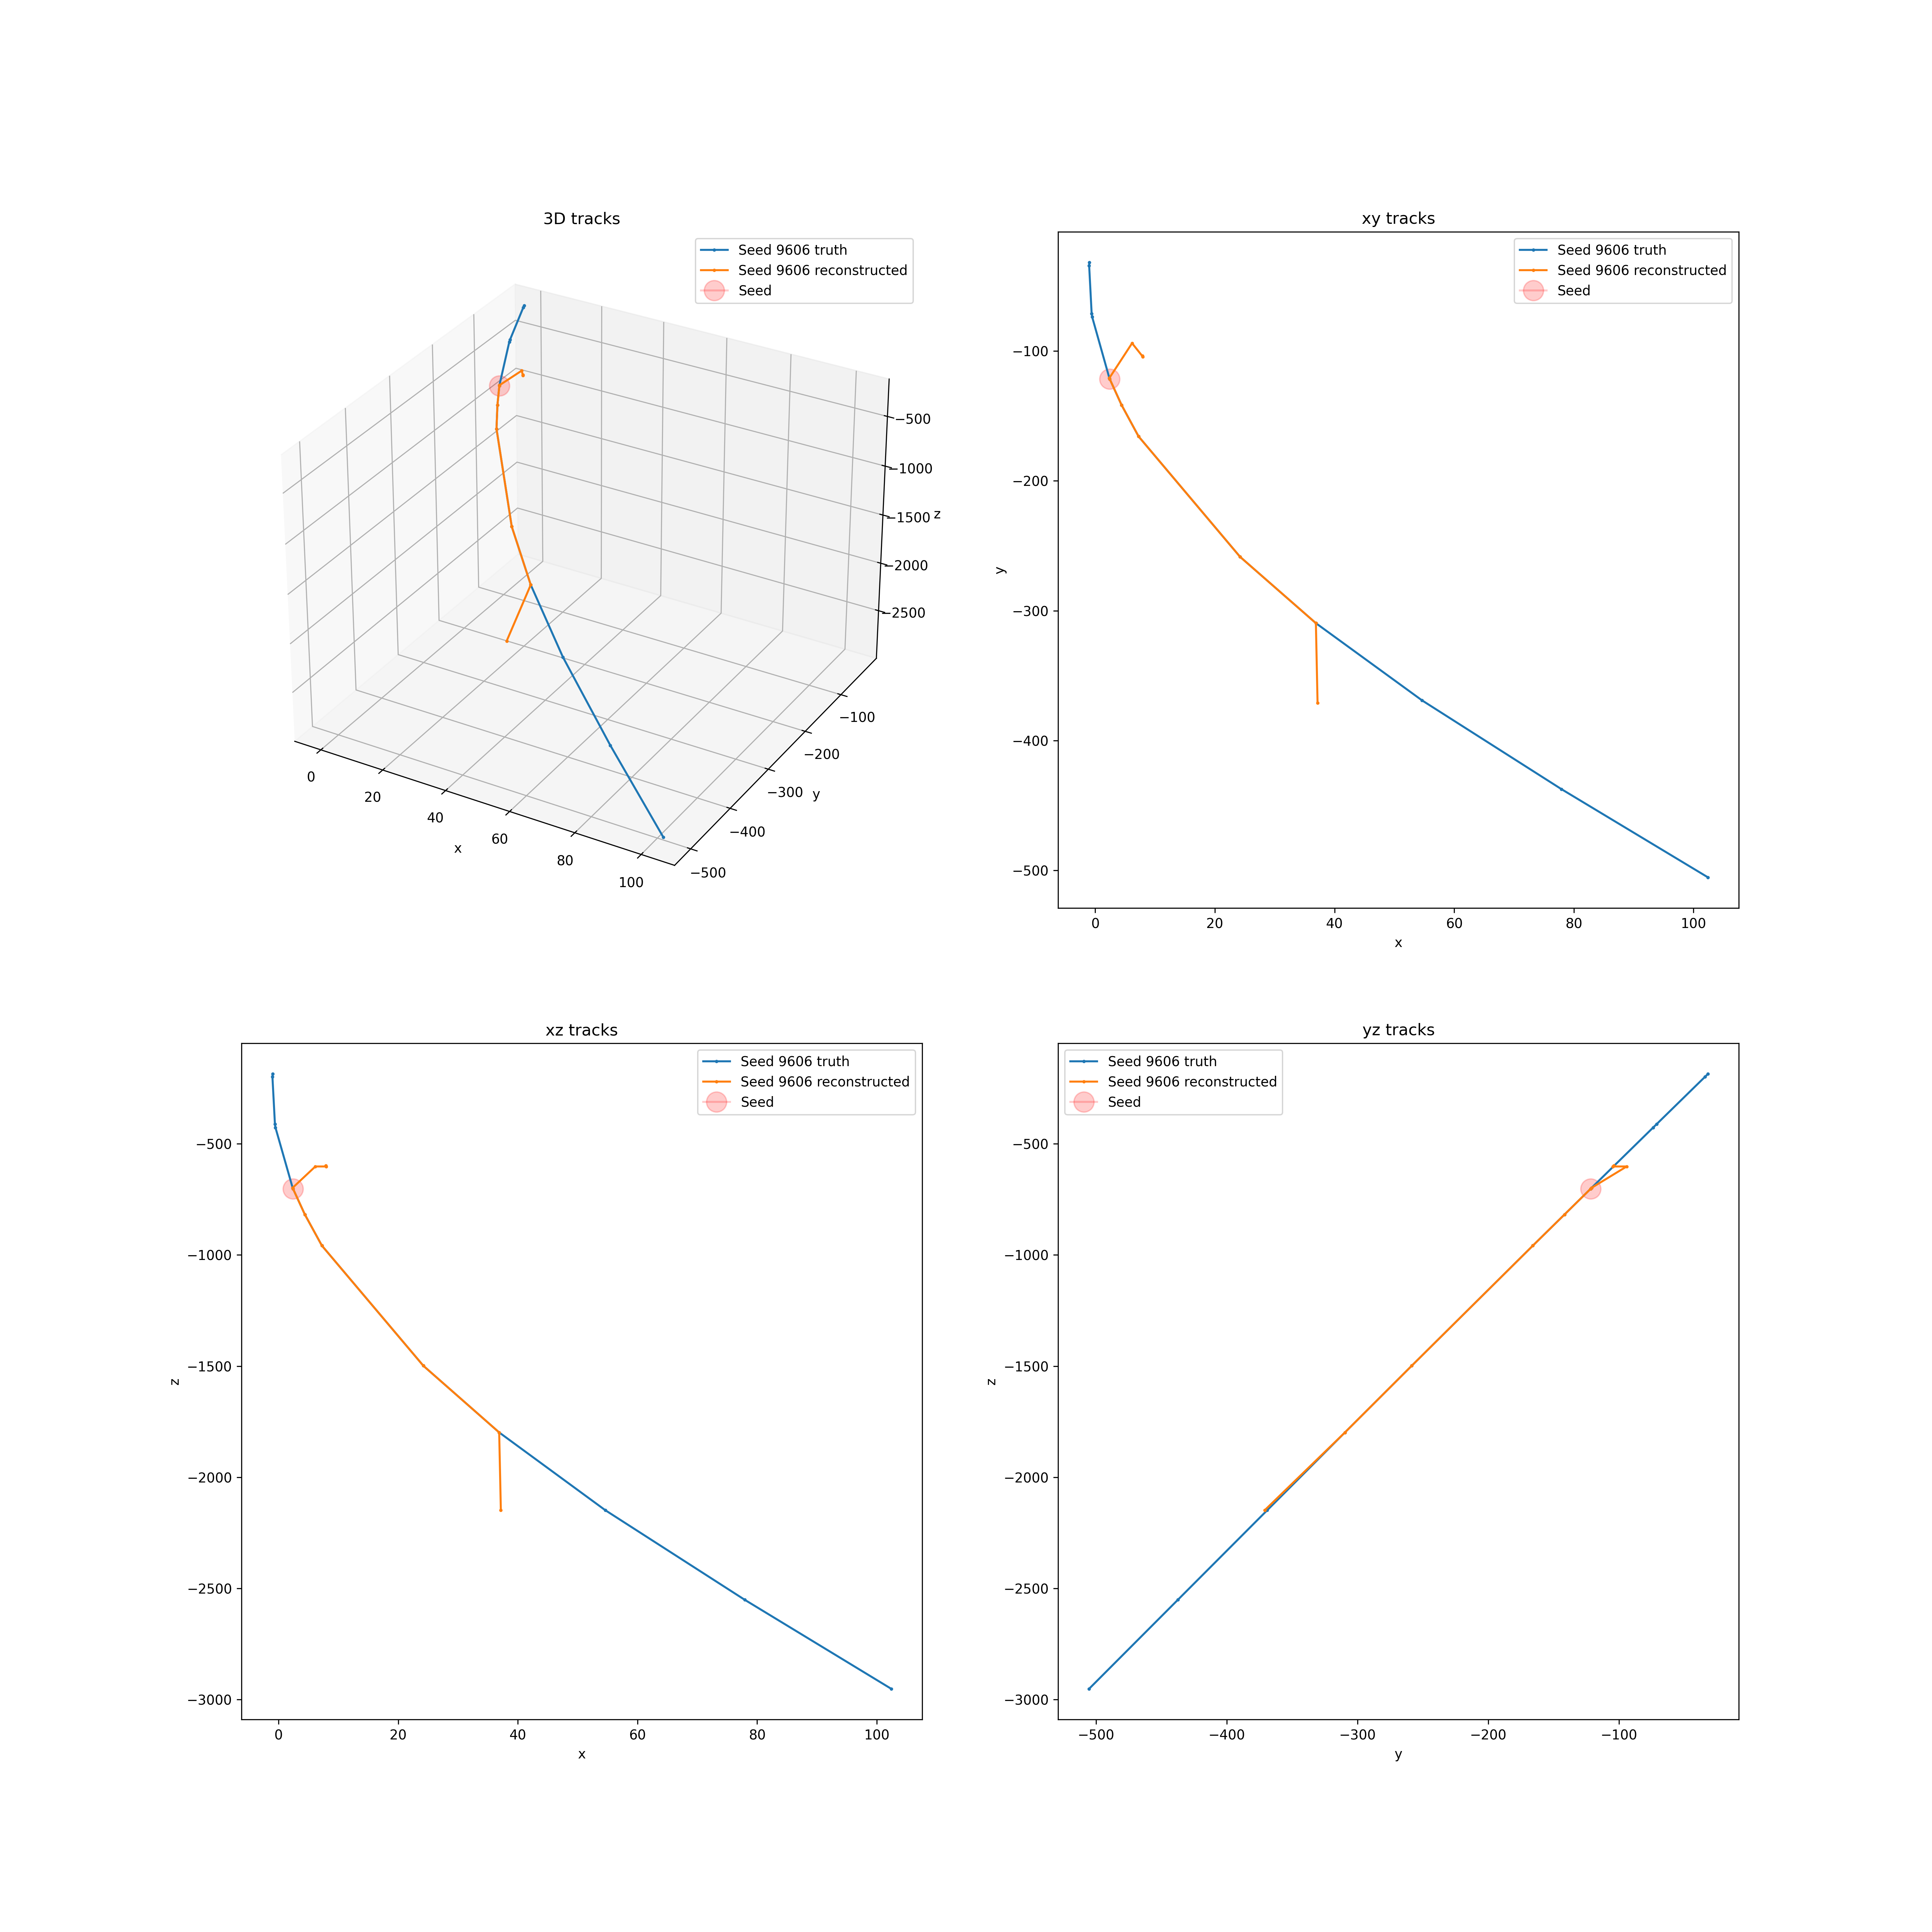 3D tracks
Seed 9606 truth
Seed 9606 reconstructed
Seed
−500
−1000
−1500
−2000
−2500
z
−100
−200
−300
−400
−500
y
0
20
40
60
80
100
x
xy tracks
Seed 9606 truth
Seed 9606 reconstructed
Seed
−100
−200
−300
−400
−500
y
0 20 40 60 80 100
x
xz tracks
Seed 9606 truth
Seed 9606 reconstructed
Seed
−500
−1000
−1500
−2000
−2500
−3000
z
0 20 40 60 80 100
x
yz tracks
Seed 9606 truth
Seed 9606 reconstructed
Seed
−500
−1000
−1500
−2000
−2500
−3000
z
−500 −400 −300 −200 −100
y